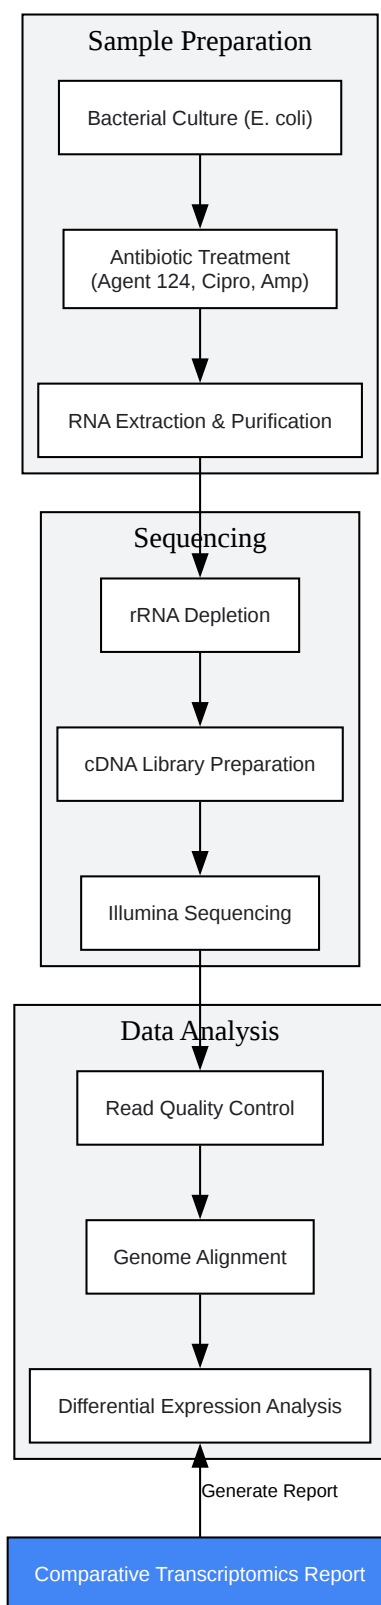 Sample Preparation
Bacterial Culture (E. coli)
Antibiotic Treatment
(Agent 124, Cipro, Amp)
RNA Extraction & Purification
Sequencing
rRNA Depletion
cDNA Library Preparation
Illumina Sequencing
Data Analysis
Read Quality Control
Genome Alignment
Differential Expression Analysis
Generate Report
Comparative Transcriptomics Report